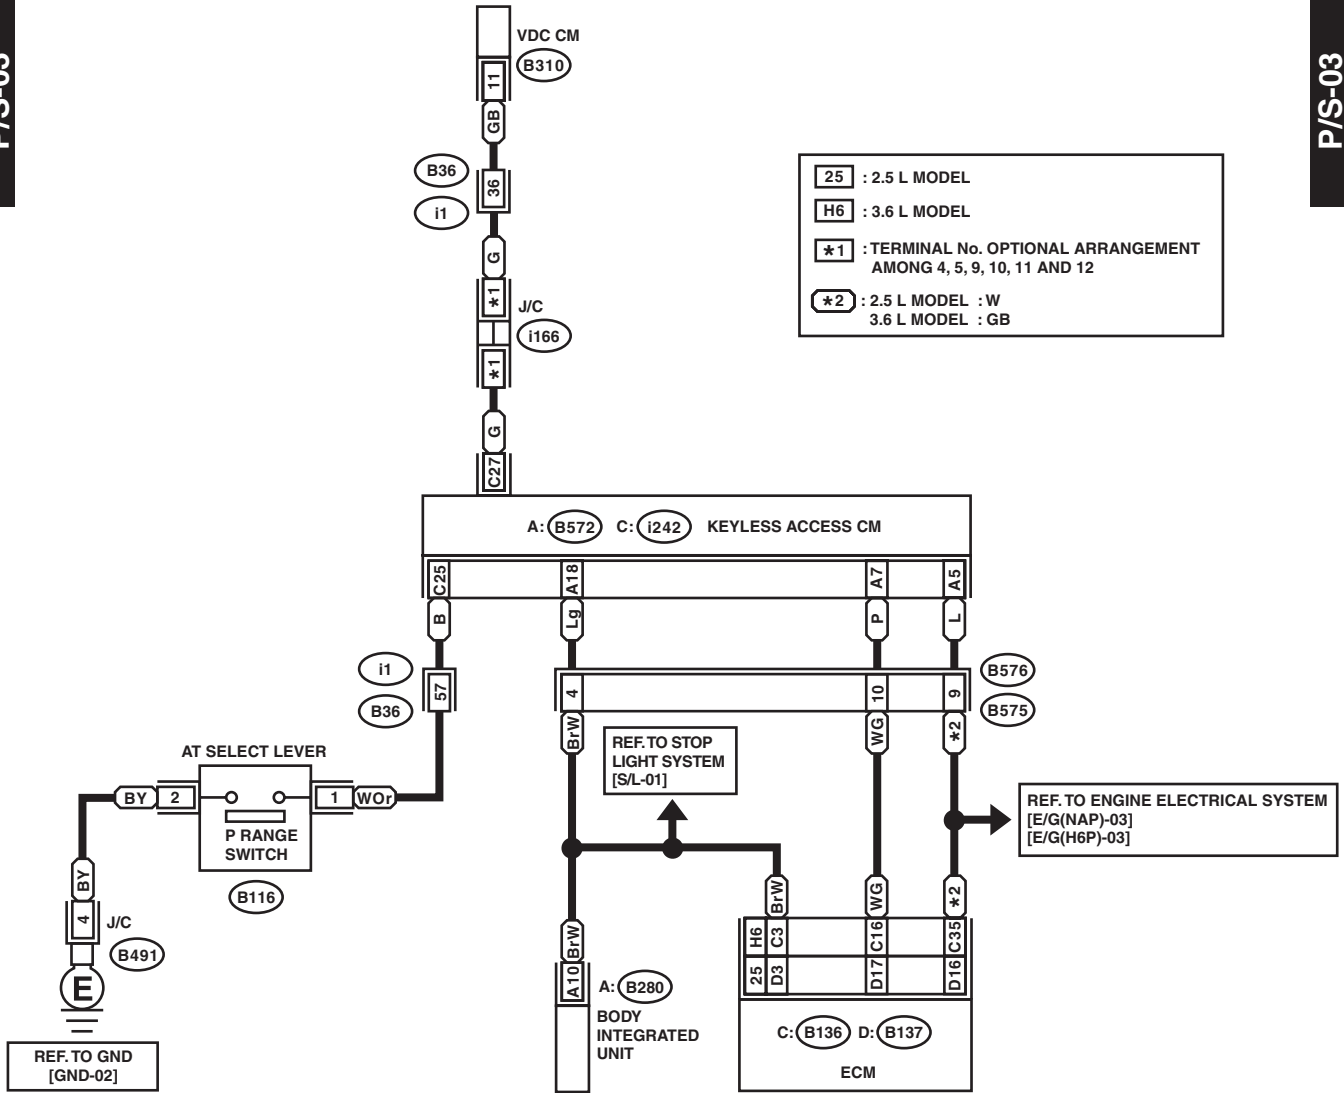 P/S-03
P/S-03
VDC CM
B310
11
GB
B36
36
i1
G
*1
J/C
i166
*1
G
C27
25 : 2.5 L MODEL
H6 : 3.6 L MODEL
*1 : TERMINAL No. OPTIONAL ARRANGEMENT
AMONG 4, 5, 9, 10, 11 AND 12
*2 : 2.5 L MODEL : W
3.6 L MODEL : GB
A: B572 C: i242 KEYLESS ACCESS CM
C25 A18 A7 A5
B Lg P L
i1
57
B36
B576
4 10 9
B575
BrW WG *2
AT SELECT LEVER
BY 2 1 WOr
P RANGE
SWITCH
B116
BY
4
J/C
B491
E
REF. TO GND
[GND-02]
REF. TO STOP
LIGHT SYSTEM
[S/L-01]
REF. TO ENGINE ELECTRICAL SYSTEM
[E/G(NAP)-03]
[E/G(H6P)-03]
BrW
A10
A: B280
BODY
INTEGRATED
UNIT
BrW WG *2
H6 C3 C16 C35
25 D3 D17 D16
C: B136 D: B137
ECM